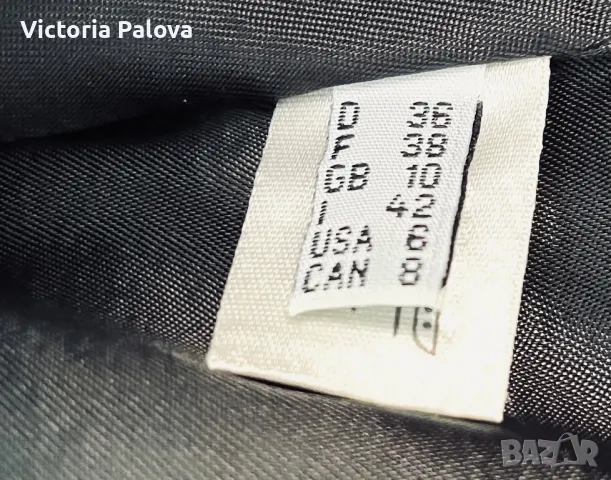 Victoria Palova
D 36
F 38
GB 10
I 42
USA 6
CAN 8
BAZAR